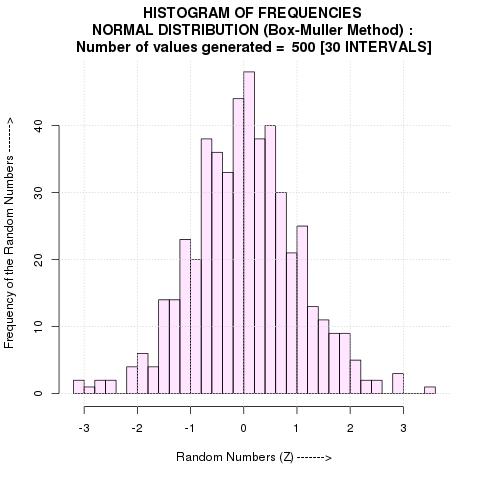 HISTOGRAM OF FREQUENCIES
NORMAL DISTRIBUTION (Box-Muller Method) :
Number of values generated = 500 [30 INTERVALS]
Frequency of the Random Numbers -------->
40
30
20
10
0
-3 -2 -1 0 1 2 3
Random Numbers (Z) ------->